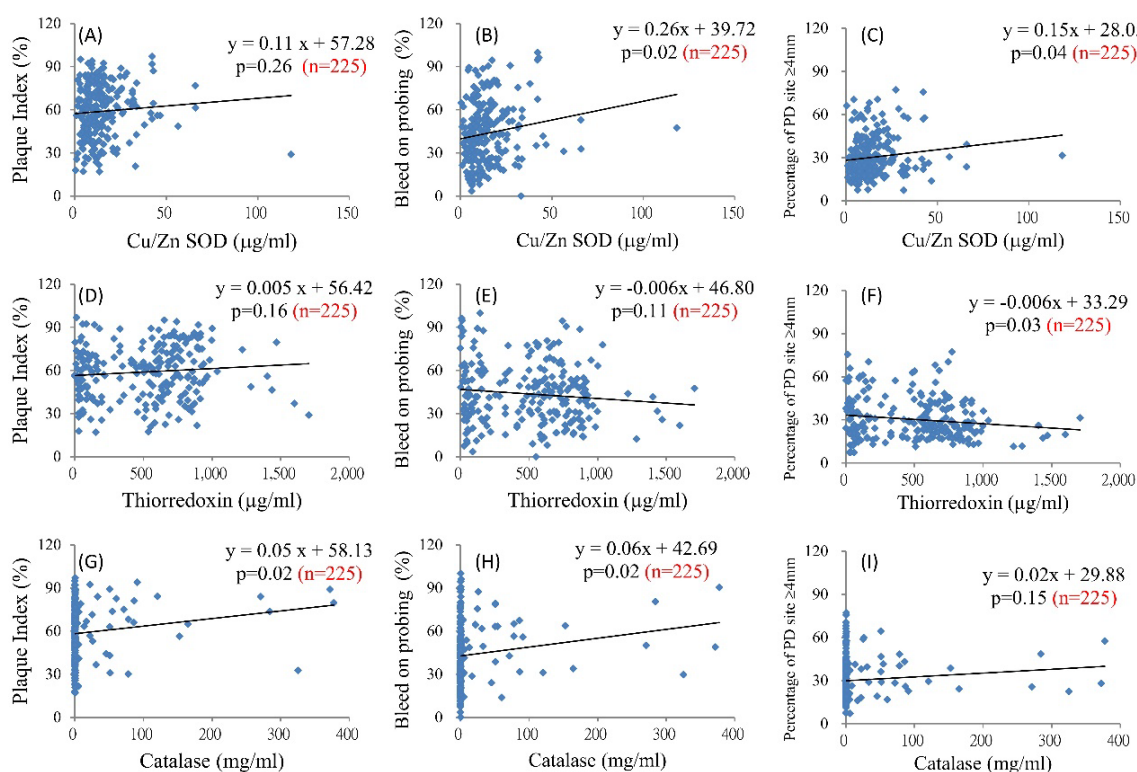 (A)
y = 0.11 x + 57.28
p=0.26 (n=225)
Plaque Index (%)
120
90
60
30
0
0
50
100
150
Cu/Zn SOD (µg/ml)
(B)
y = 0.26x + 39.72
p=0.02 (n=225)
Bleed on probing (%)
120
90
60
30
0
0
50
100
150
Cu/Zn SOD (µg/ml)
(C)
y = 0.15x + 28.0
p=0.04 (n=225)
Percentage of PD site ≥4mm
120
90
60
30
0
0
50
100
150
Cu/Zn SOD (µg/ml)
(D)
y = 0.005 x + 56.42
p=0.16 (n=225)
Plaque Index (%)
120
90
60
30
0
0
500
1,000
1,500
2,000
Thiorredoxin (µg/ml)
(E)
y = -0.006x + 46.80
p=0.11 (n=225)
Bleed on probing (%)
120
90
60
30
0
0
500
1,000
1,500
2,000
Thiorredoxin (µg/ml)
(F)
y = -0.006x + 33.29
p=0.03 (n=225)
Percentage of PD site ≥4mm
120
90
60
30
0
0
500
1,000
1,500
2,000
Thiorredoxin (µg/ml)
(G)
y = 0.05 x + 58.13
p=0.02 (n=225)
Plaque Index (%)
120
90
60
30
0
0
100
200
300
400
Catalase (mg/ml)
(H)
y = 0.06x + 42.69
p=0.02 (n=225)
Bleed on probing (%)
120
90
60
30
0
0
100
200
300
400
Catalase (mg/ml)
(I)
y = 0.02x + 29.88
p=0.15 (n=225)
Percentage of PD site ≥4mm
120
90
60
30
0
0
100
200
300
400
Catalase (mg/ml)